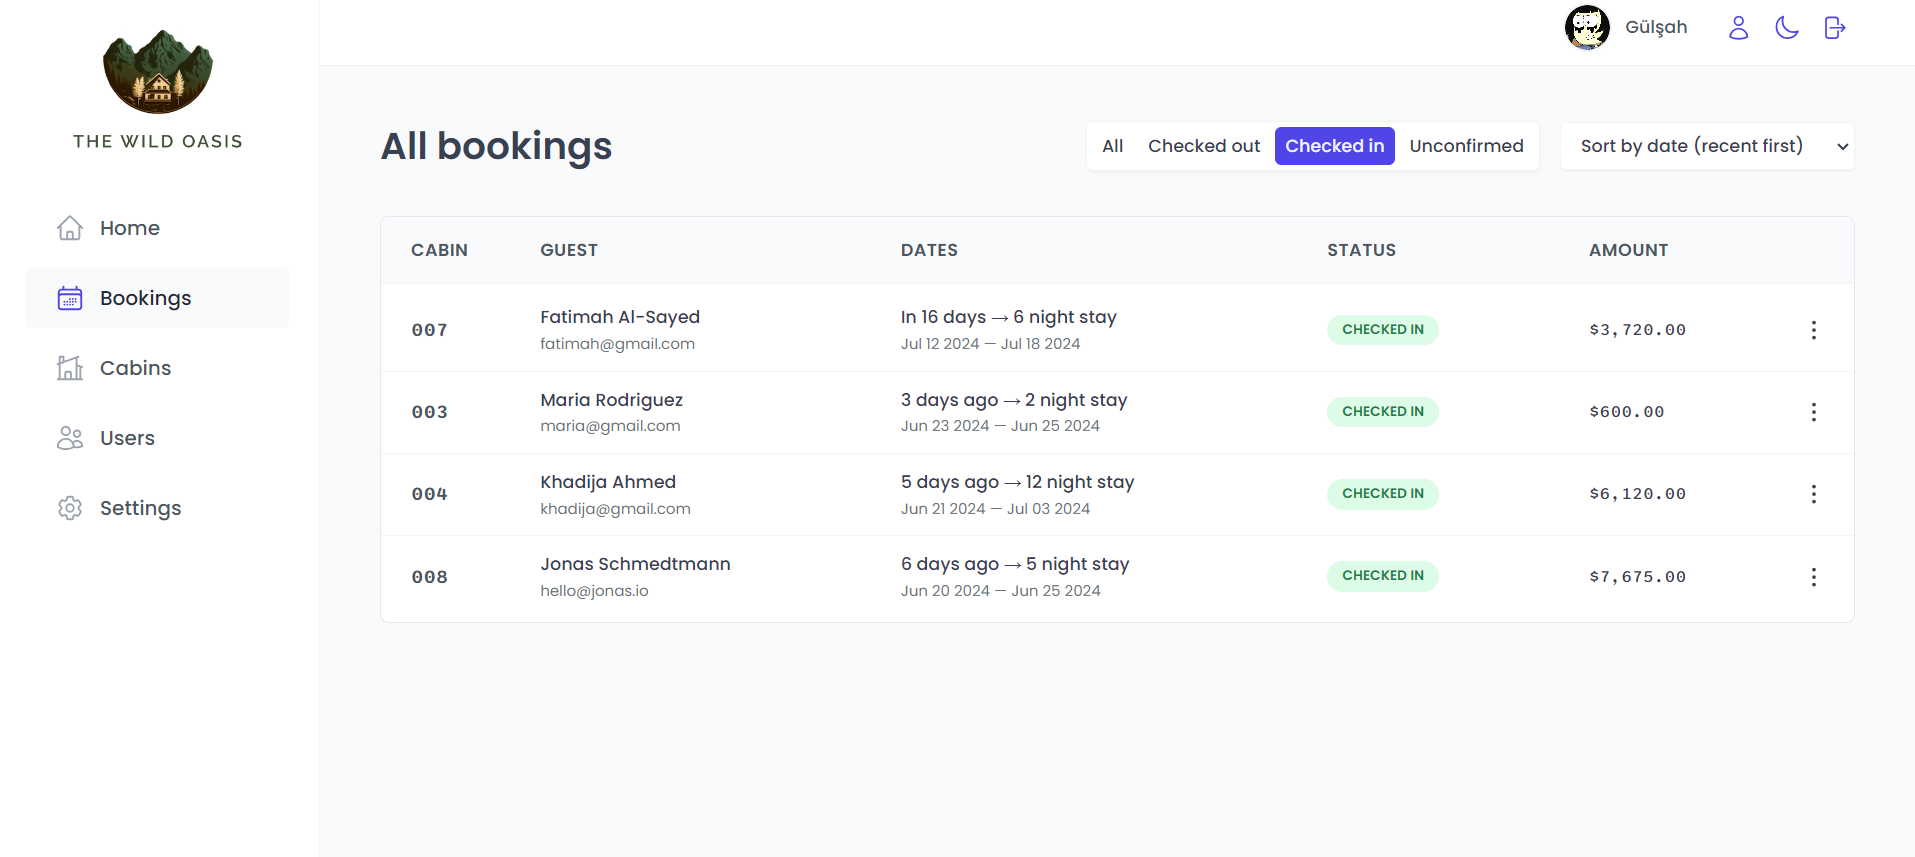 THE WILD OASIS
Gülşah
Home
Bookings
Cabins
Users
Settings
All bookings
All Checked out Checked in Unconfirmed
Sort by date (recent first)
CABIN GUEST DATES STATUS AMOUNT
007 Fatimah Al-Sayed In 16 days → 6 night stay CHECKED IN $3,720.00
fatimah@gmail.com Jul 12 2024 — Jul 18 2024
003 Maria Rodriguez 3 days ago → 2 night stay CHECKED IN $600.00
maria@gmail.com Jun 23 2024 — Jun 25 2024
004 Khadija Ahmed 5 days ago → 12 night stay CHECKED IN $6,120.00
khadija@gmail.com Jun 21 2024 — Jul 03 2024
008 Jonas Schmedtmann 6 days ago → 5 night stay CHECKED IN $7,675.00
hello@jonas.io Jun 20 2024 — Jun 25 2024